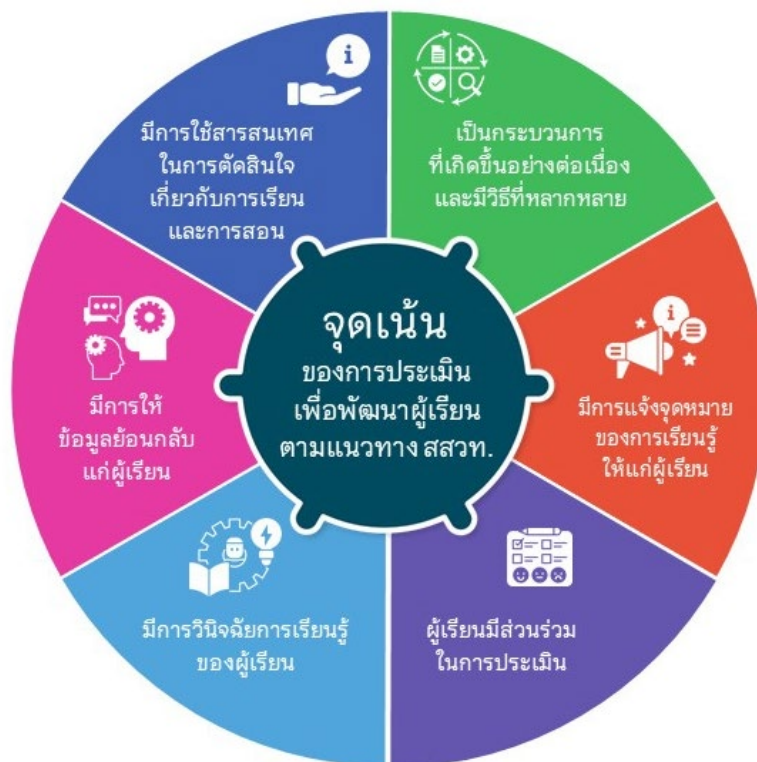 จุดเน้น
ของการประเมิน
เพื่อพัฒนาผู้เรียน
ตามแนวทาง สสวท.
เป็นกระบวนการ
ที่เกิดขึ้นอย่างต่อเนื่อง
และมีวิธีที่หลากหลาย
มีการแจ้งจุดหมาย
ของการเรียนรู้
ให้แก่ผู้เรียน
ผู้เรียนมีส่วนร่วม
ในการประเมิน
มีการวินิจฉัยการเรียนรู้
ของผู้เรียน
มีการให้
ข้อมูลย้อนกลับ
แก่ผู้เรียน
มีการใช้สารสนเทศ
ในการตัดสินใจ
เกี่ยวกับการเรียน
และการสอน